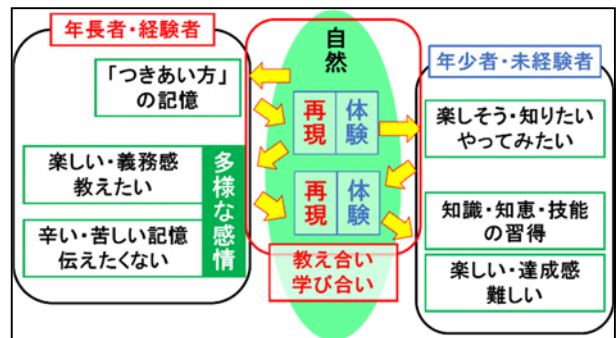 年長者・経験者
「つきあい方」
の記憶
楽しい・義務感
教えたい
辛い・苦しい記憶
伝えたくない
多様な感情
自然
再現
体験
再現
体験
教え合い
学び合い
年少者・未経験者
楽しそう・知りたい
やってみたい
知識・知恵・技能
の習得
楽しい・達成感
難しい